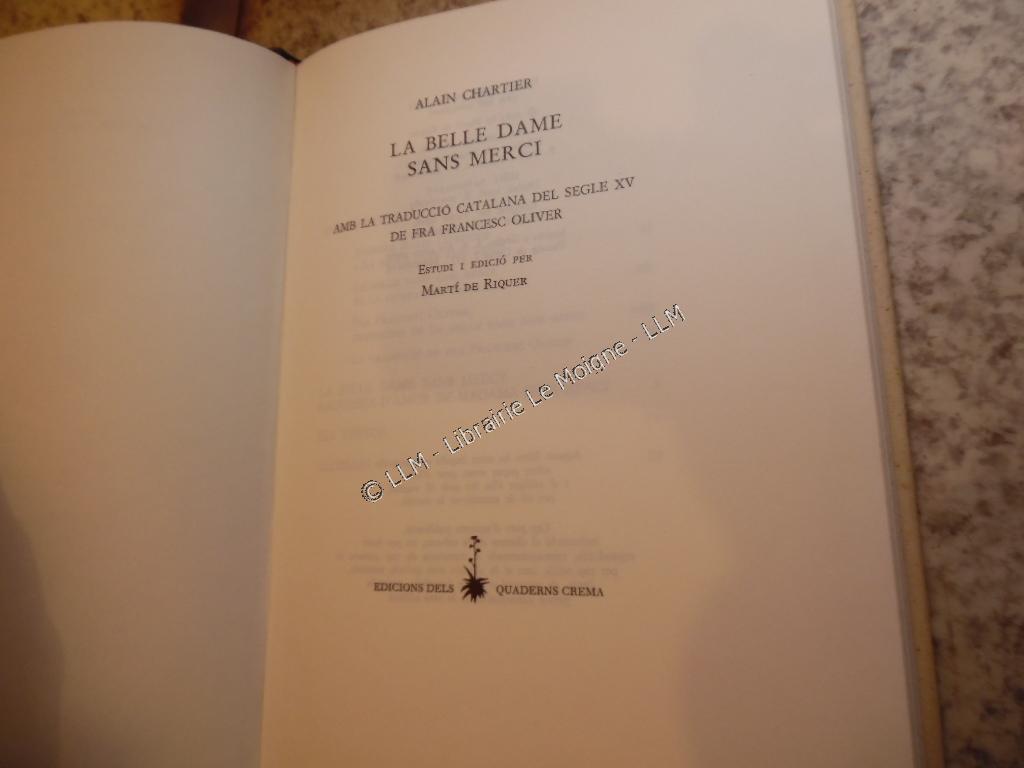 ALAIN CHARTIER
LA BELLE DAME
SANS MERCI
AMB LA TRADUCCIÓ CATALANA DEL SEGLE XV
DE FRA FRANCESC OLIVER
ESTUDI I EDICIÓ PER
MARTÍ DE RIQUER
© LLM - Librairie Le Moigne - LLM
EDICIONS DELS QUADERNS CREMA